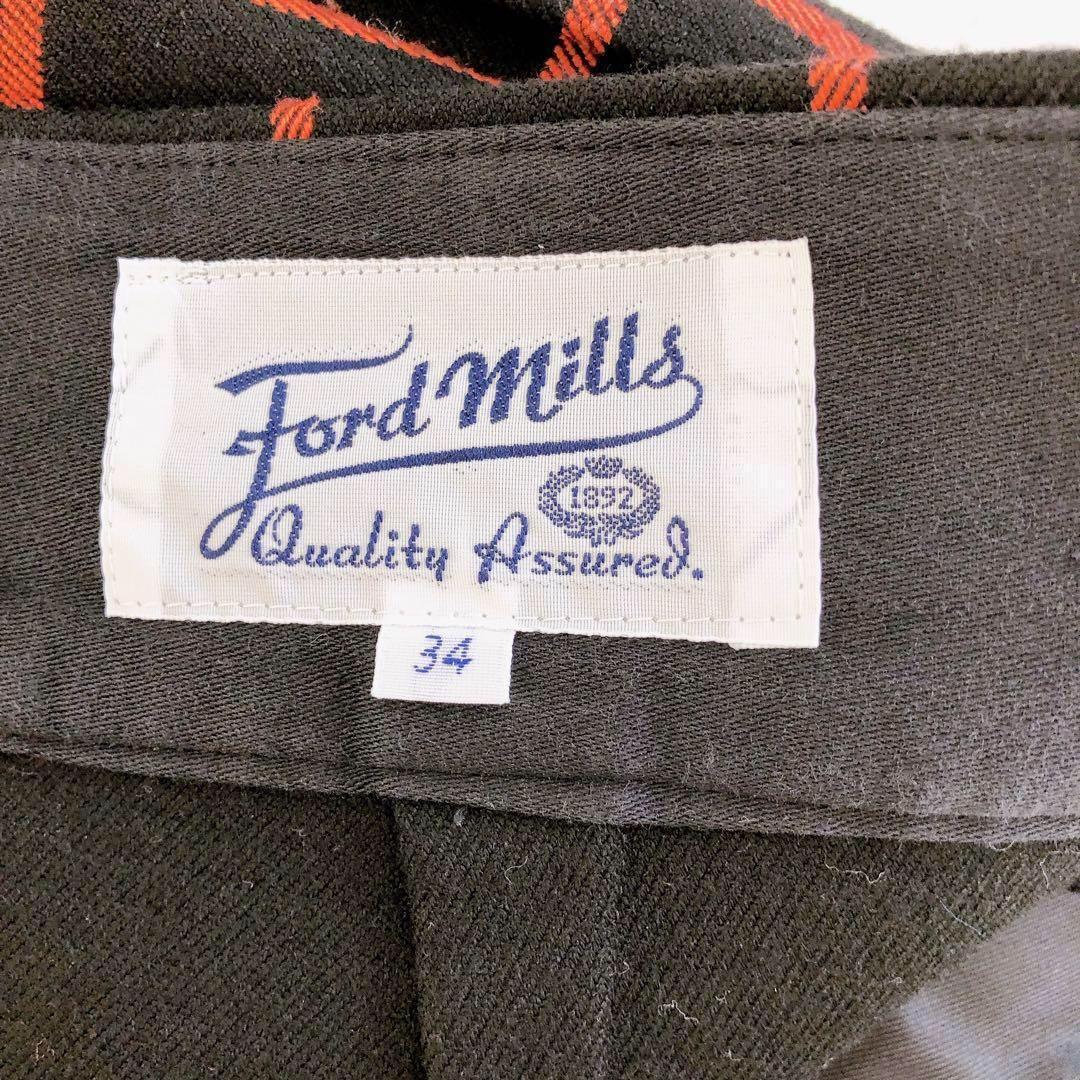 Ford Mills
1892
Quality Assured.
34